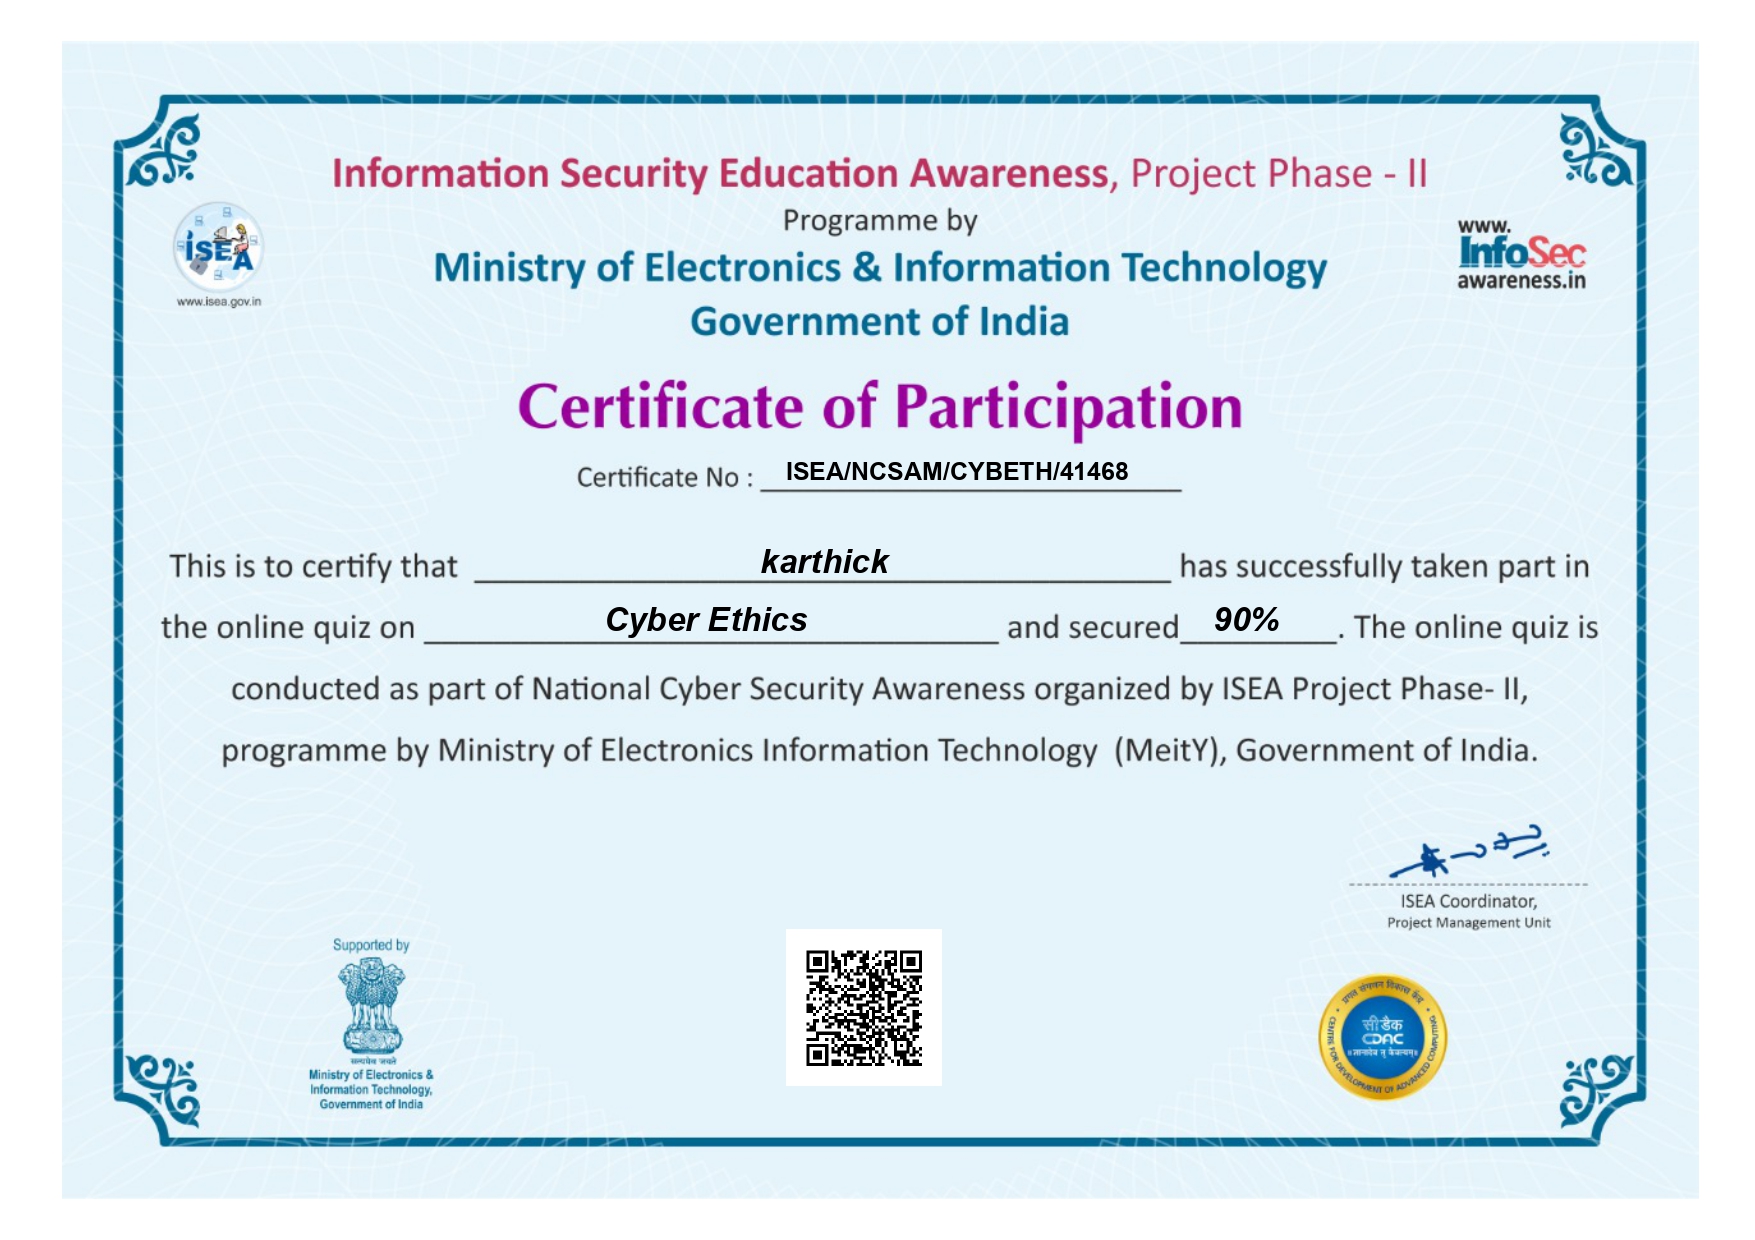 Information Security Education Awareness, Project Phase - II
Programme by
Ministry of Electronics & Information Technology
Government of India
iSEA
www.isea.gov.in
www.
InfoSec
awareness.in
Certificate of Participation
Certificate No : ISEA/NCSAM/CYBETH/41468
This is to certify that karthick has successfully taken part in
the online quiz on Cyber Ethics and secured 90%. The online quiz is
conducted as part of National Cyber Security Awareness organized by ISEA Project Phase- II,
programme by Ministry of Electronics Information Technology (MeitY), Government of India.
ISEA Coordinator,
Project Management Unit
Supported by
सत्यमेव जयते
Ministry of Electronics &
Information Technology,
Government of India
प्रगत संगणन विकास केंद्र
सी डैक
CDAC
॥ ज्ञानादेव तु कैवल्यम् ॥
CENTRE FOR DEVELOPMENT OF ADVANCED COMPUTING